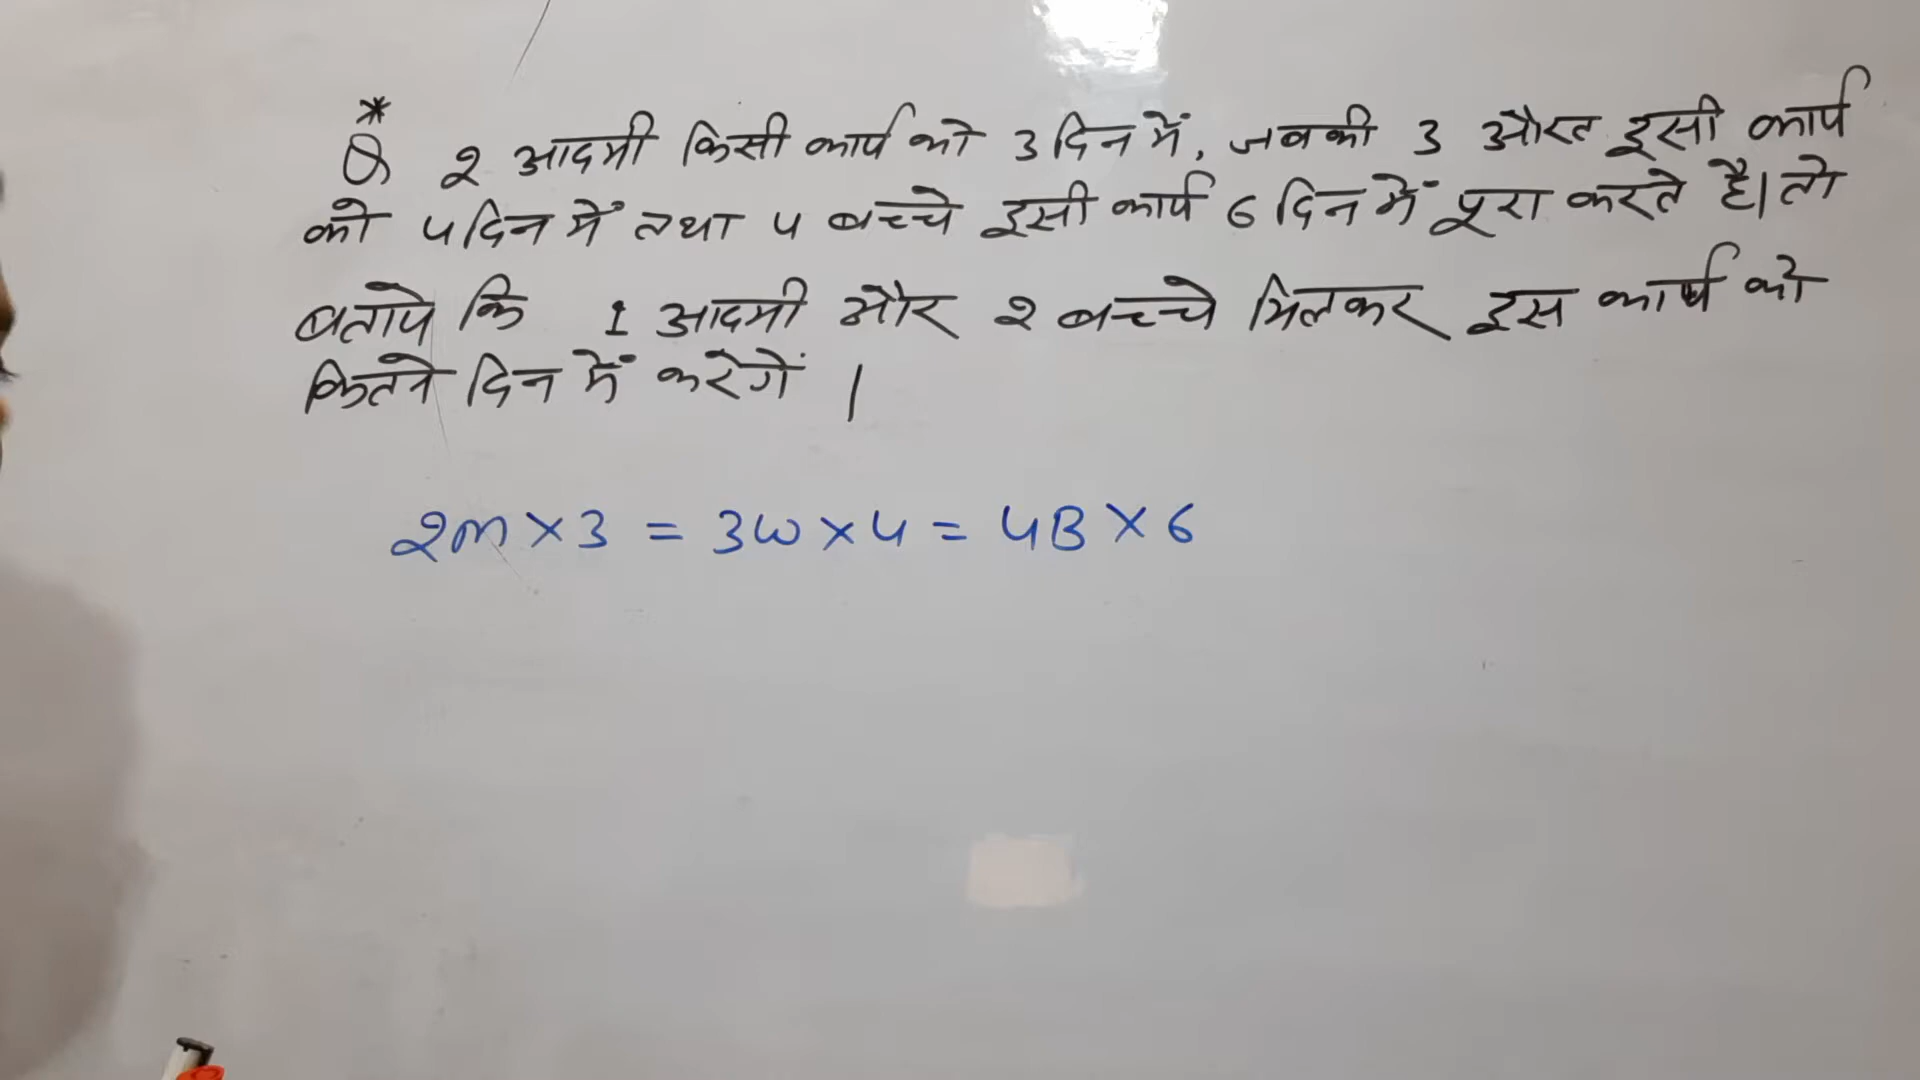 *
Q 2 आदमी किसी कार्य को 3 दिन में, जबकी 3 औरत इसी कार्य
को 4 दिन में तथा 4 बच्चे इसी कार्य 6 दिन में पूरा करते है। तो
बताये कि 1 आदमी और 2 बच्चे मिलकर इस कार्य को
कितने दिन में करेगें ।
2m × 3 = 3W × 4 = 4B × 6